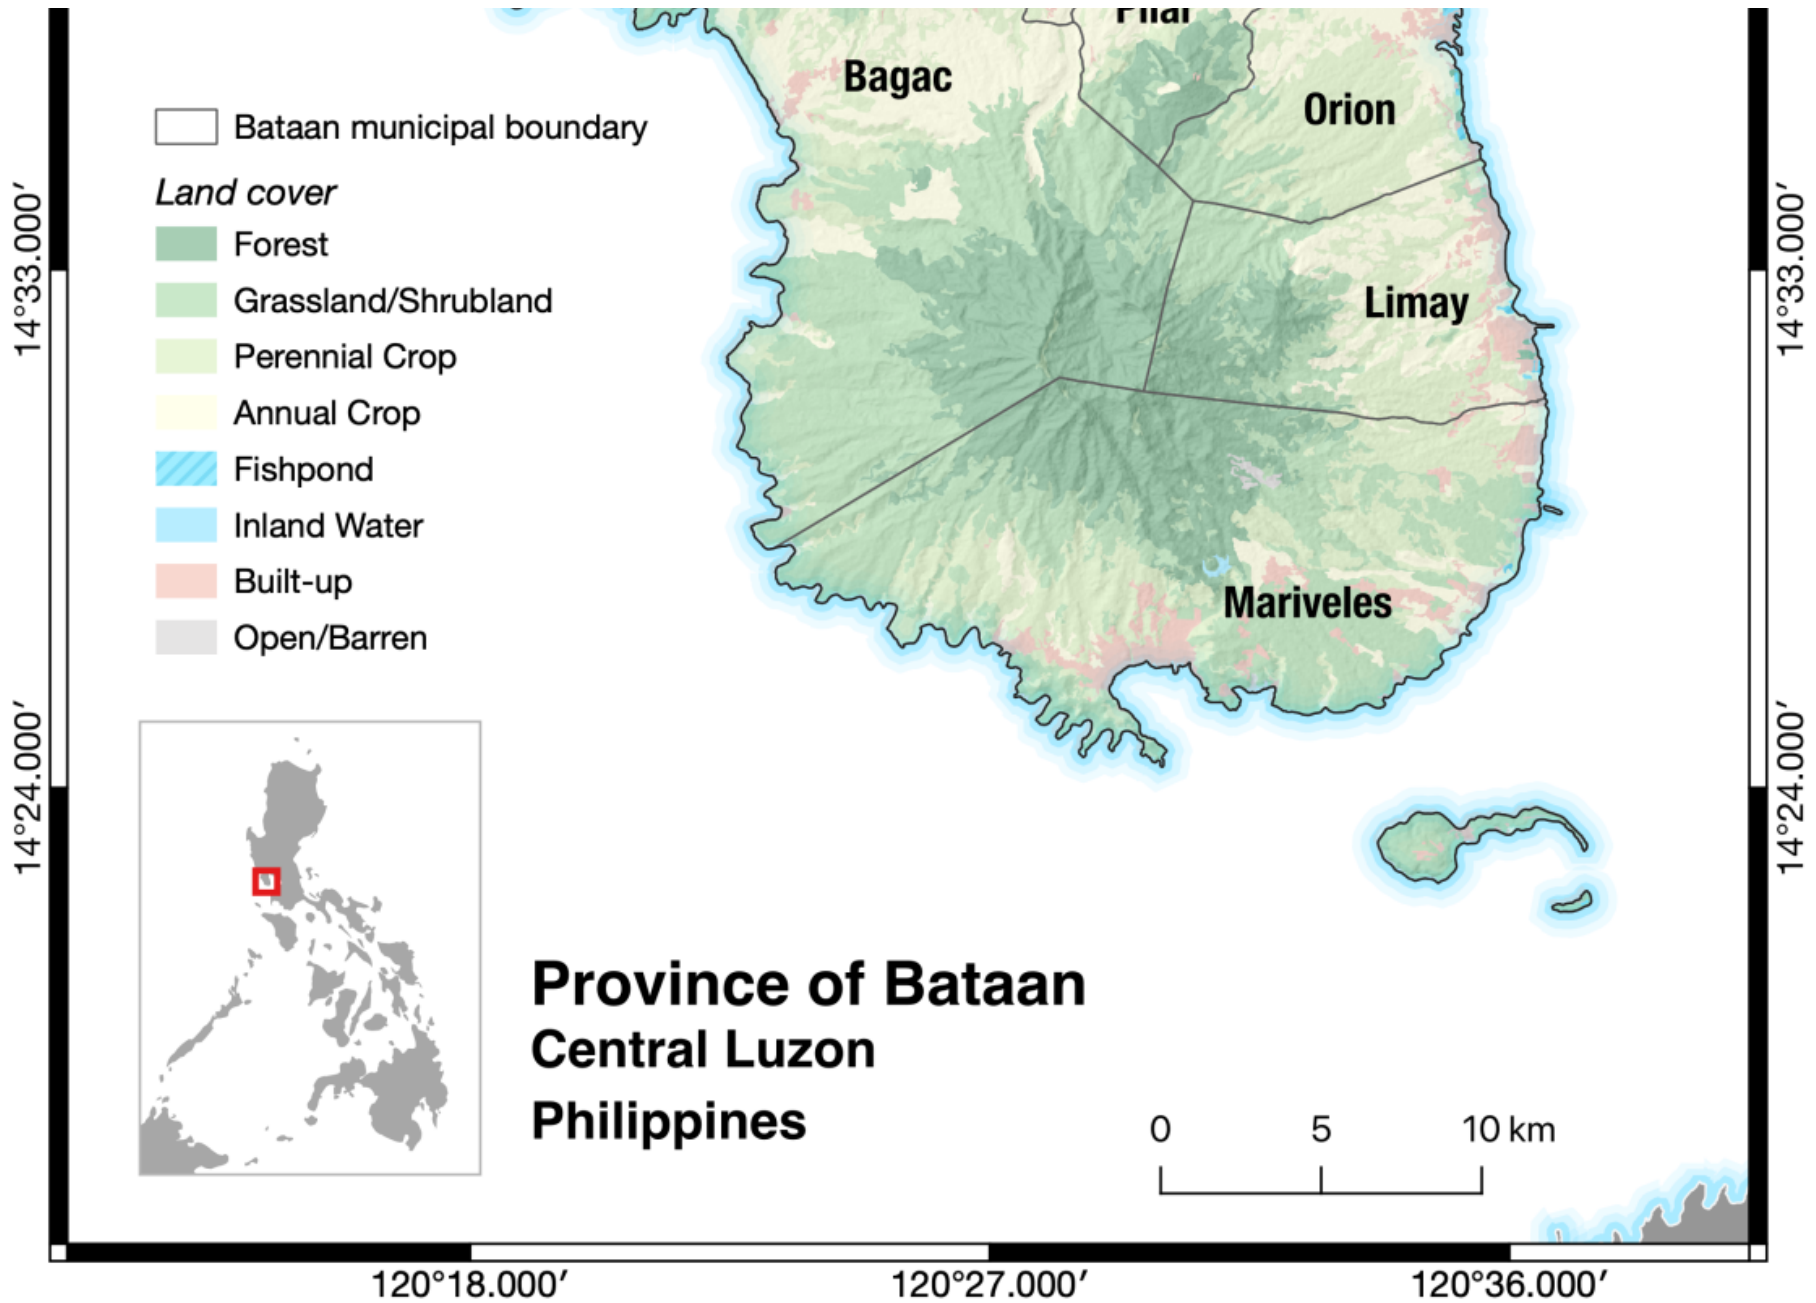 Pilar
Bagac
Orion
Bataan municipal boundary
Land cover
Forest
Grassland/Shrubland
Perennial Crop
Annual Crop
Fishpond
Inland Water
Built-up
Open/Barren
Limay
Mariveles
14°33.000′
14°33.000′
14°24.000′
14°24.000′
Province of Bataan
Central Luzon
Philippines
0 5 10 km
120°18.000′ 120°27.000′ 120°36.000′